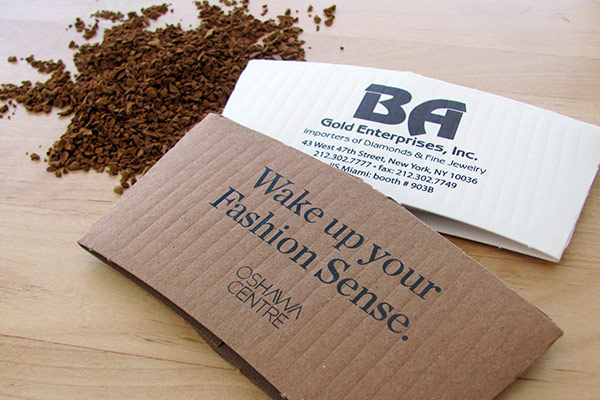 BA
Gold Enterprises, Inc.
Importers of Diamonds & Fine Jewelry
43 West 47th Street, New York, NY 10036
212.302.7777 • fax: 212.302.7749
JIS Miami: booth # 903B
Wake up your
Fashion Sense.
OSHAWA
CENTRE